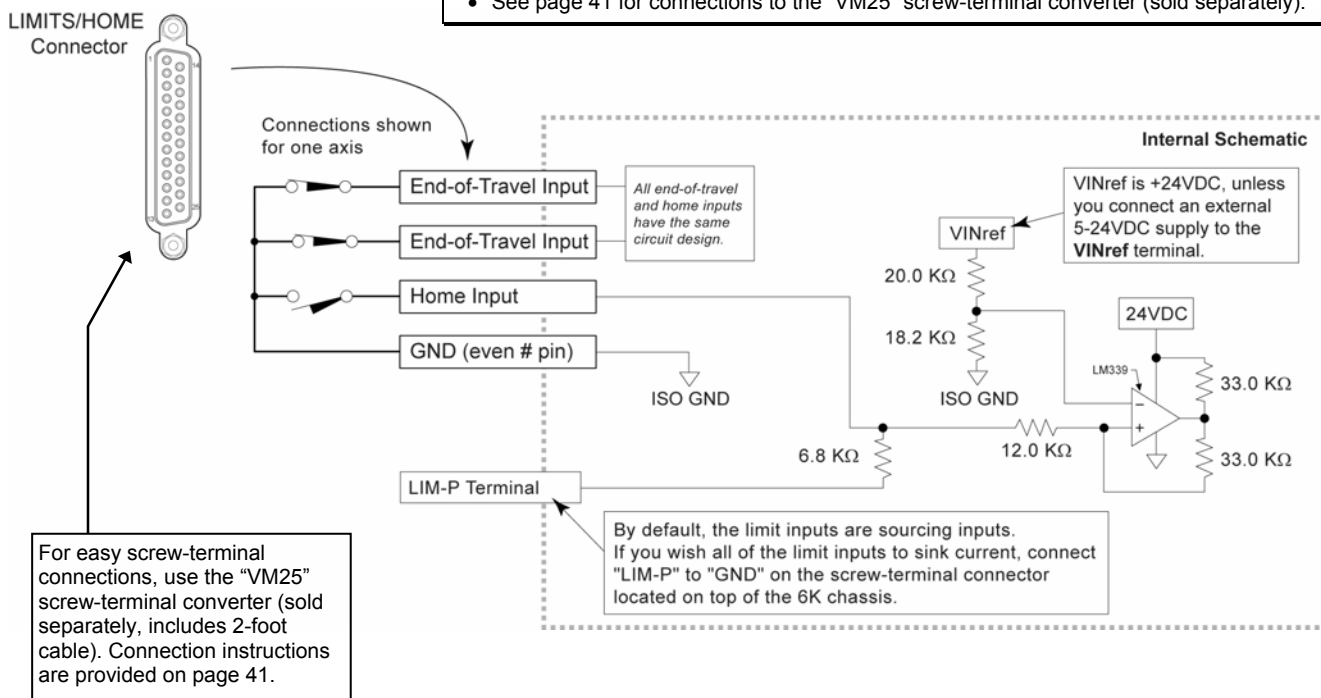 • See page 41 for connections to the "VM25" screw-terminal converter (sold separately).
LIMITS/HOME
Connector
1
14
13
25
Connections shown
for one axis
Internal Schematic
End-of-Travel Input
End-of-Travel Input
Home Input
GND (even # pin)
All end-of-travel
and home inputs
have the same
circuit design.
ISO GND
VINref
VINref is +24VDC, unless
you connect an external
5-24VDC supply to the
VINref terminal.
20.0 KΩ
18.2 KΩ
ISO GND
24VDC
LM339
−
+
33.0 KΩ
33.0 KΩ
6.8 KΩ
12.0 KΩ
LIM-P Terminal
By default, the limit inputs are sourcing inputs.
If you wish all of the limit inputs to sink current, connect
"LIM-P" to "GND" on the screw-terminal connector
located on top of the 6K chassis.
For easy screw-terminal
connections, use the “VM25”
screw-terminal converter (sold
separately, includes 2-foot
cable). Connection instructions
are provided on page 41.